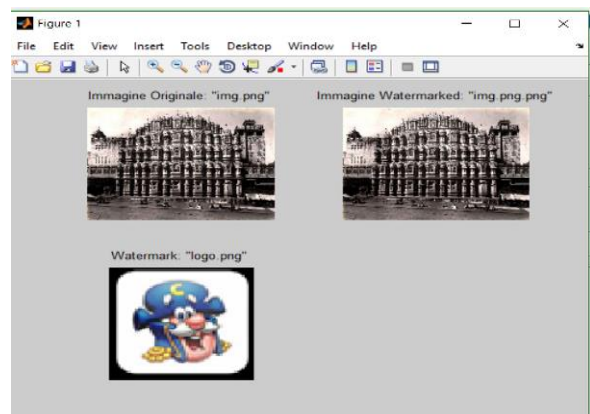 Figure 1
File Edit View Insert Tools Desktop Window Help
Immagine Originale: "img.png"
Immagine Watermarked: "img.png.png"
Watermark: "logo.png"
C